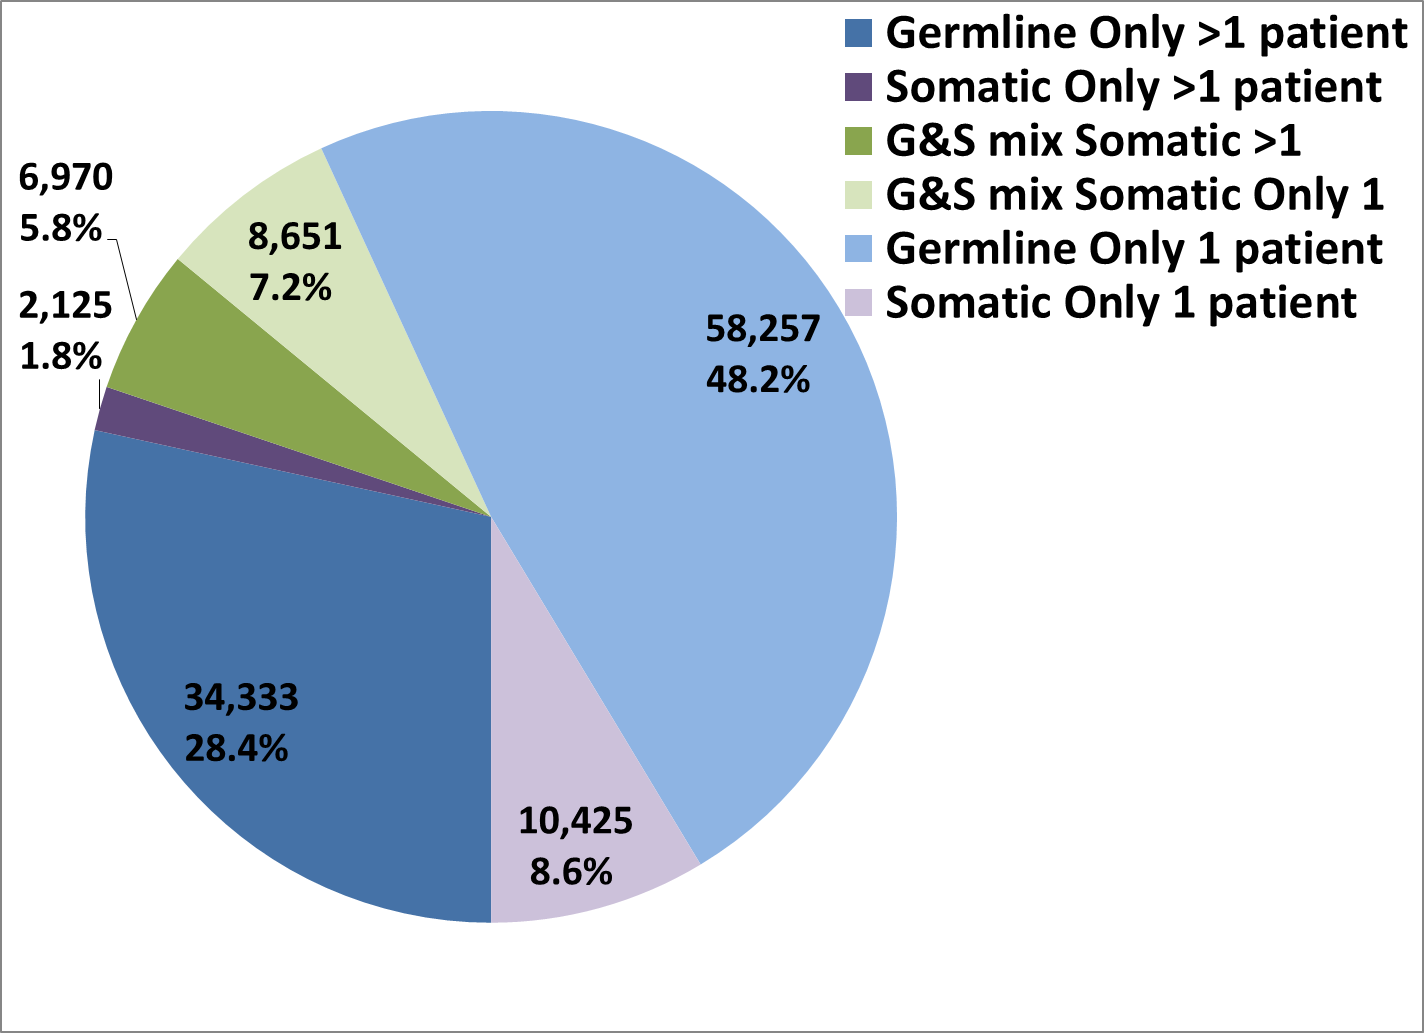 Germline Only >1 patient
Somatic Only >1 patient
G&S mix Somatic >1
G&S mix Somatic Only 1
Germline Only 1 patient
Somatic Only 1 patient
6,970
5.8%
8,651
7.2%
2,125
1.8%
58,257
48.2%
34,333
28.4%
10,425
8.6%